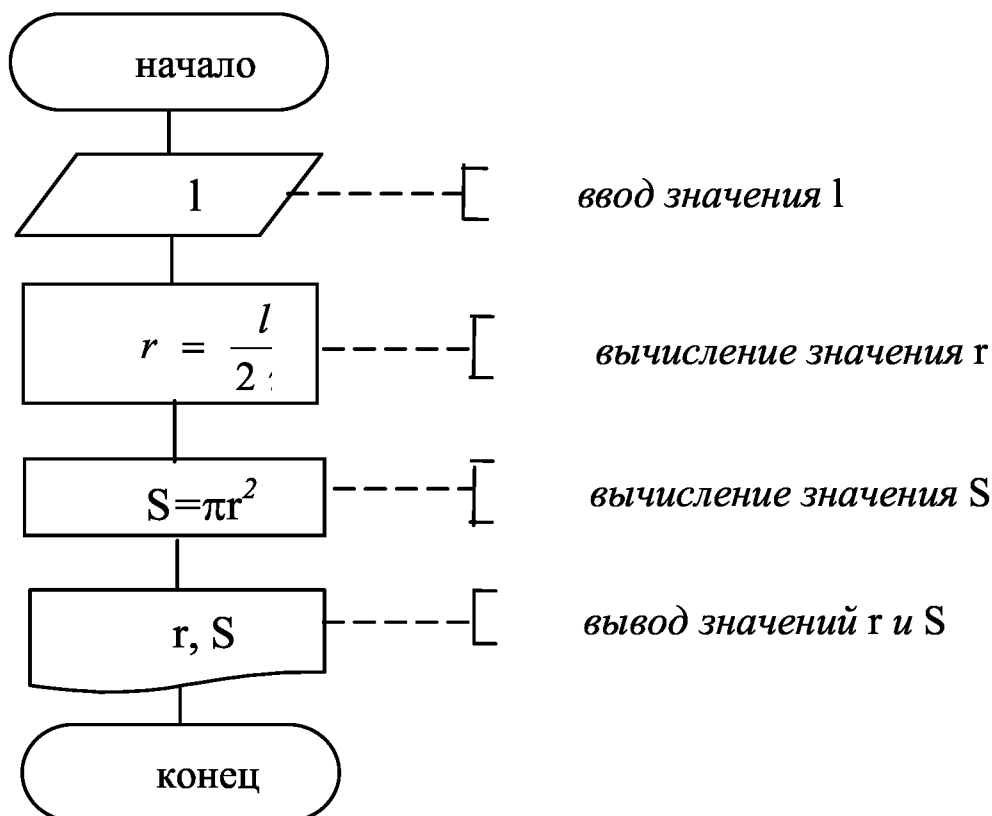 начало
l
ввод значения l
r = l
2
вычисление значения r
S=πr²
вычисление значения S
r, S
вывод значений r и S
конец